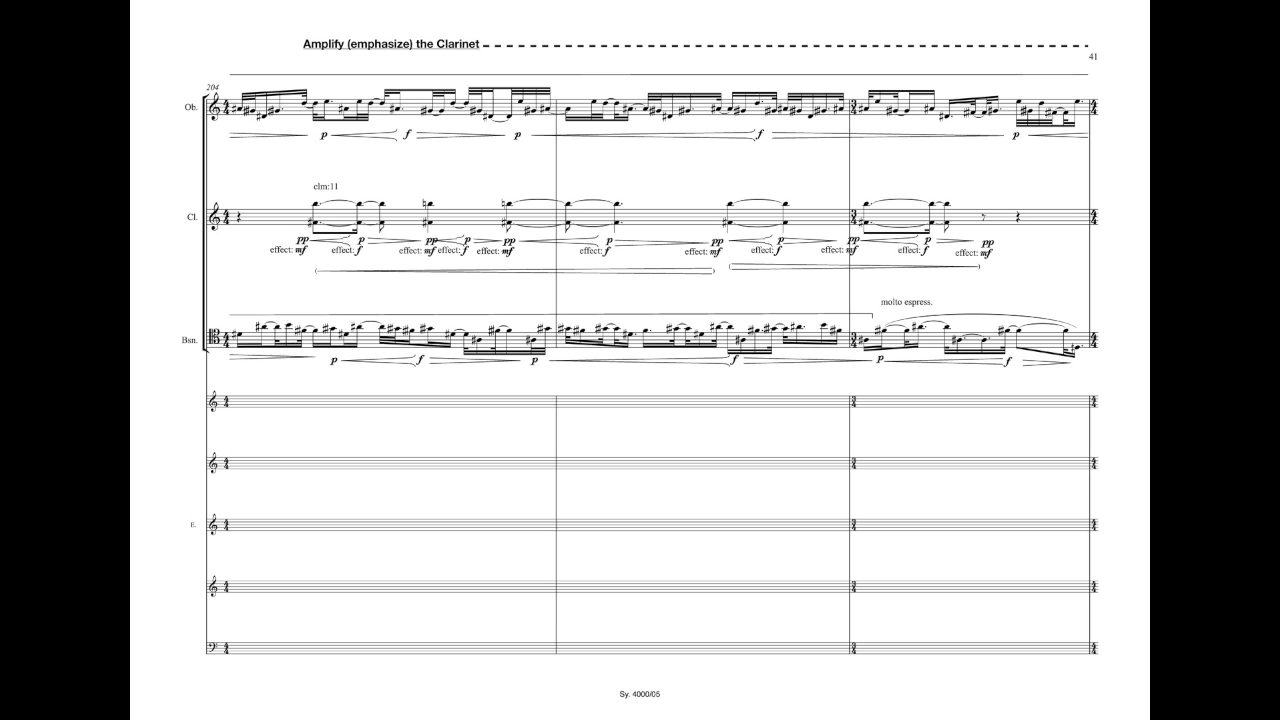 Amplify (emphasize) the Clarinet
41
204
Ob.
p f p f p
clm:11
Cl.
pp p pp p pp p pp p pp p pp
effect: mf effect: f effect: mf effect: f effect: mf effect: f effect: mf effect: f effect: mf effect: f effect: mf
molto espress.
Bsn.
p f p f p f
E.
Sy. 4000/05